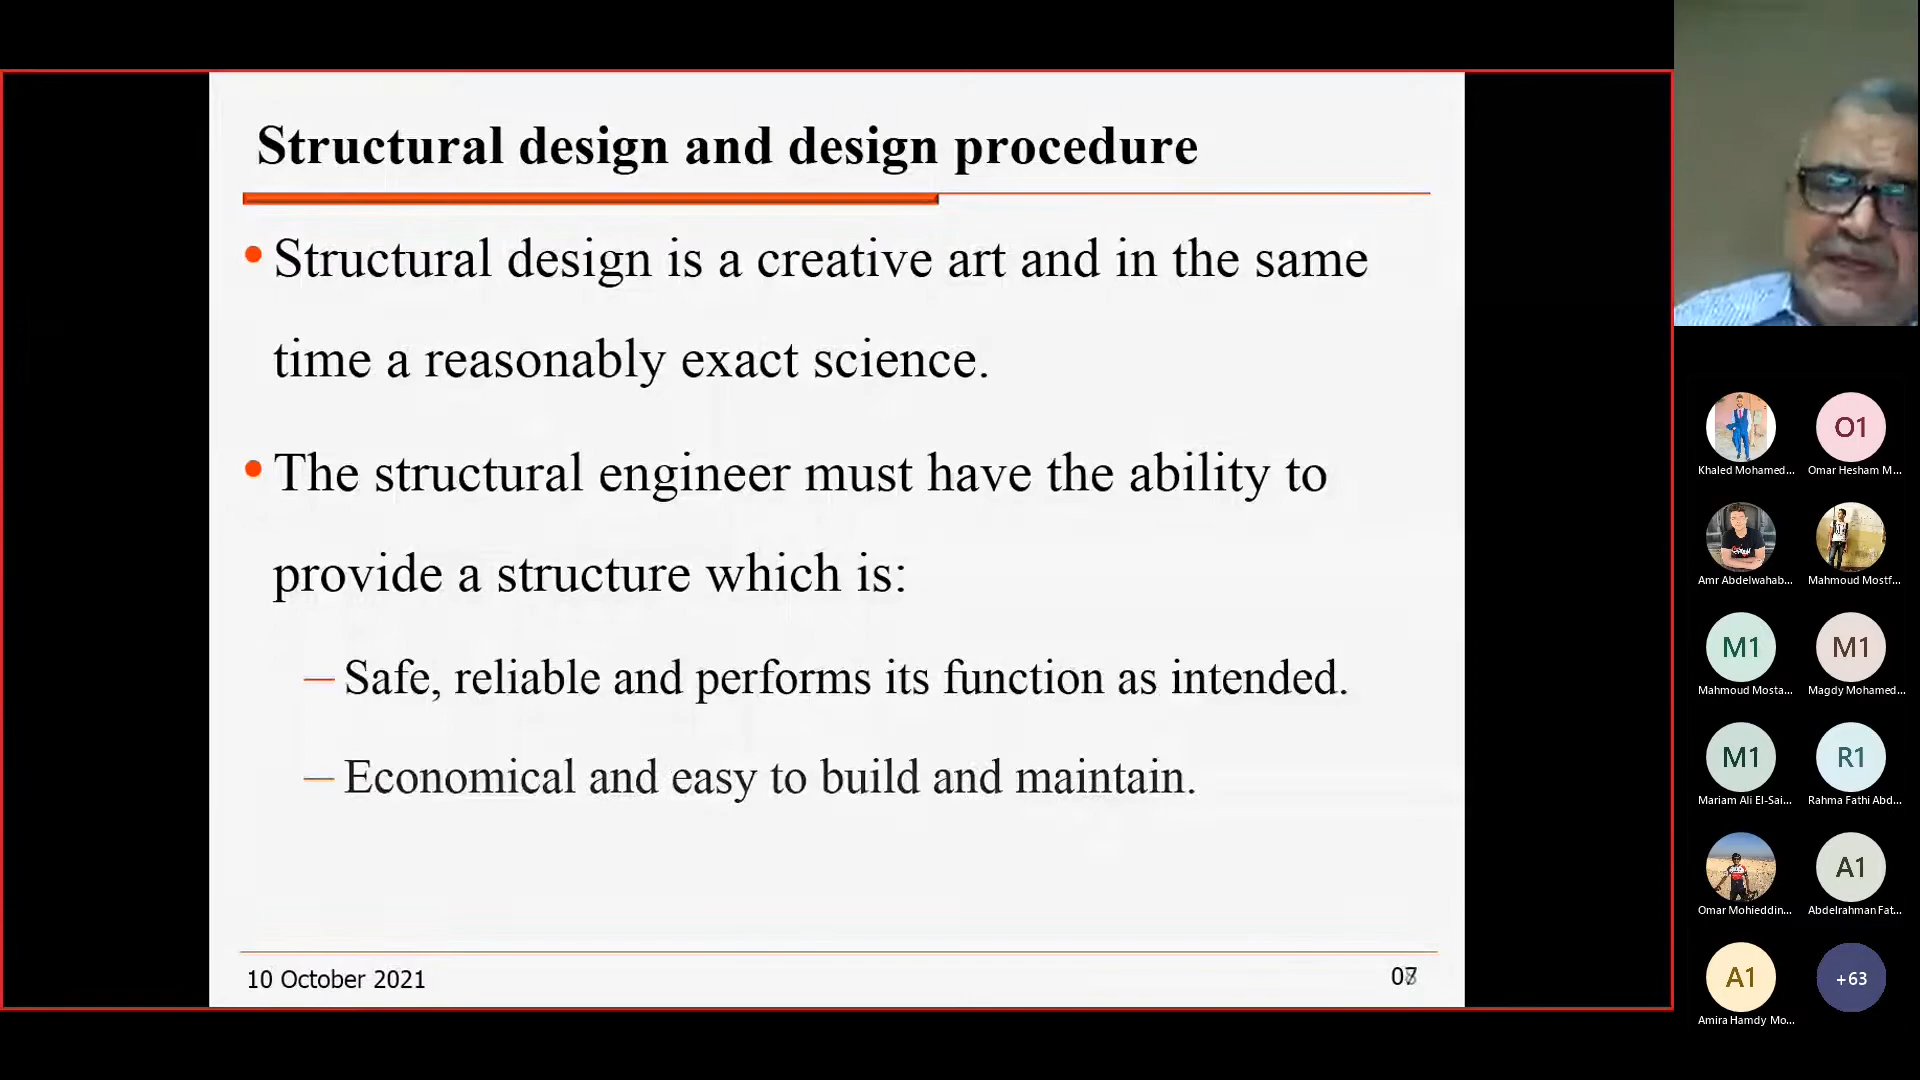 Structural design and design procedure
• Structural design is a creative art and in the same
time a reasonably exact science.
• The structural engineer must have the ability to
provide a structure which is:
— Safe, reliable and performs its function as intended.
— Economical and easy to build and maintain.
10 October 2021
Khaled Mohamed...
O1
Omar Hesham M...
Amr Abdelwahab...
Mahmoud Mostf...
M1
Mahmoud Mosta...
M1
Magdy Mohamed...
M1
Mariam Ali El-Sai...
R1
Rahma Fathi Abd...
Omar Mohieddin...
A1
Abdelrahman Fat...
A1
Amira Hamdy Mo...
+63